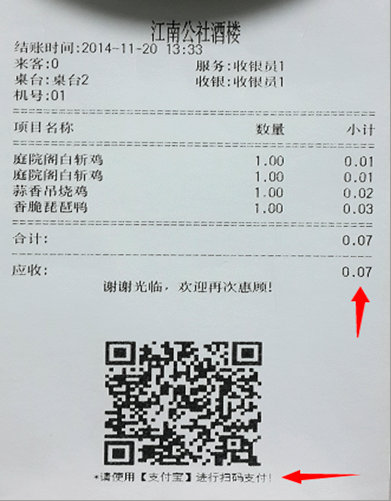 江南公社酒楼
结账时间:2014-11-20 13:33
来客:0 服务:收银员1
桌台:桌台2 收银:收银员1
机号:01
项目名称 数量 小计
庭院阁白斩鸡 1.00 0.01
庭院阁白斩鸡 1.00 0.01
蒜香吊烧鸡 1.00 0.02
香脆琵琶鸭 1.00 0.03
合计: 0.07
应收: 0.07
谢谢光临，欢迎再次惠顾!
*请使用【支付宝】进行扫码支付!